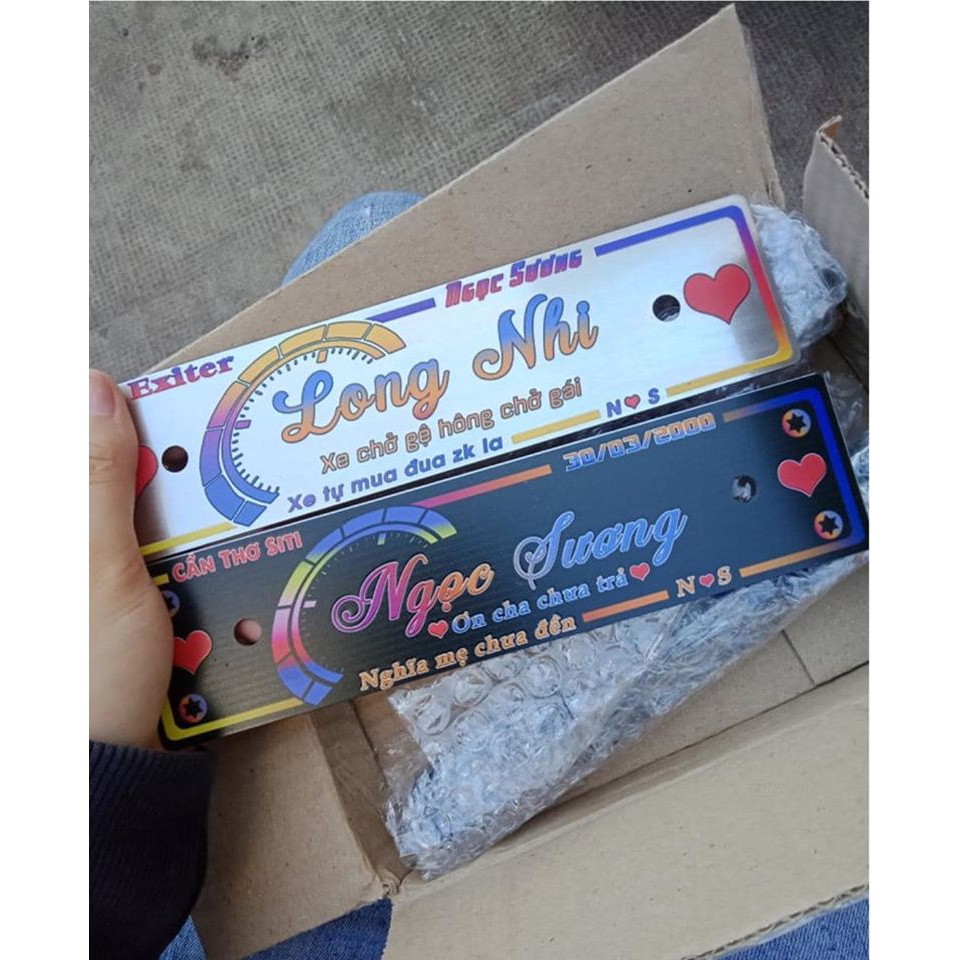 Exiter
Ngọc Sương
Long Nhi
Xe chở gệ hông chở gái
Xe tự mua đua zk la
N S
CẦN THƠ SITI
30/03/2000
Ngọc Sương
Ơn cha chưa trả
Nghĩa mẹ chưa đền
N S